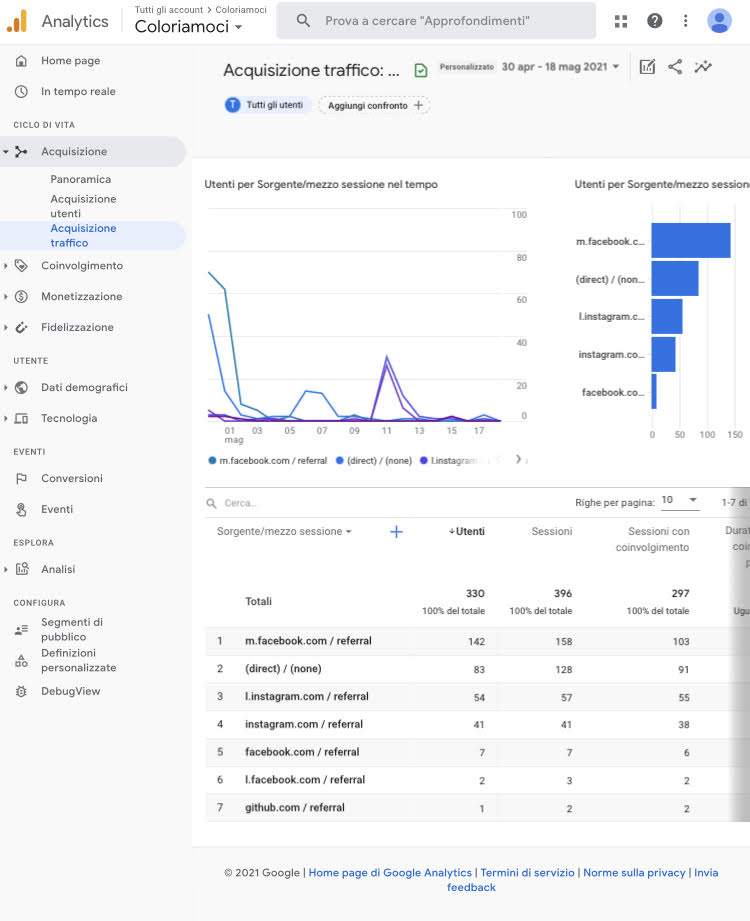 Analytics
Tutti gli account > Coloriamoci
Coloriamoci
Prova a cercare "Approfondimenti"
Home page
In tempo reale
CICLO DI VITA
Acquisizione
Panoramica
Acquisizione
utenti
Acquisizione
traffico
Coinvolgimento
Monetizzazione
Fidelizzazione
UTENTE
Dati demografici
Tecnologia
EVENTI
Conversioni
Eventi
ESPLORA
Analisi
CONFIGURA
Segmenti di
pubblico
Definizioni
personalizzate
DebugView
Acquisizione traffico: ...
Personalizzato 30 apr - 18 mag 2021
T Tutti gli utenti
Aggiungi confronto +
Utenti per Sorgente/mezzo sessione nel tempo
100
80
60
40
20
0
01 03 05 07 09 11 13 15 17
mag
m.facebook.com / referral (direct) / (none) l.instagram
Utenti per Sorgente/mezzo session
m.facebook.c...
(direct) / (non...
l.instagram.c...
instagram.co...
facebook.co...
0 50 100 150
Cerca...
Righe per pagina: 10 1-7 di
Sorgente/mezzo sessione + ↓Utenti Sessioni Sessioni con
coinvolgimento
Durat
coin
p
Totali 330 396 297
100% del totale 100% del totale 100% del totale Ugu
1 m.facebook.com / referral 142 158 103
2 (direct) / (none) 83 128 91
3 l.instagram.com / referral 54 57 55
4 instagram.com / referral 41 41 38
5 facebook.com / referral 7 7 6
6 l.facebook.com / referral 2 3 2
7 github.com / referral 1 2 2
© 2021 Google | Home page di Google Analytics | Termini di servizio | Norme sulla privacy | Invia
feedback